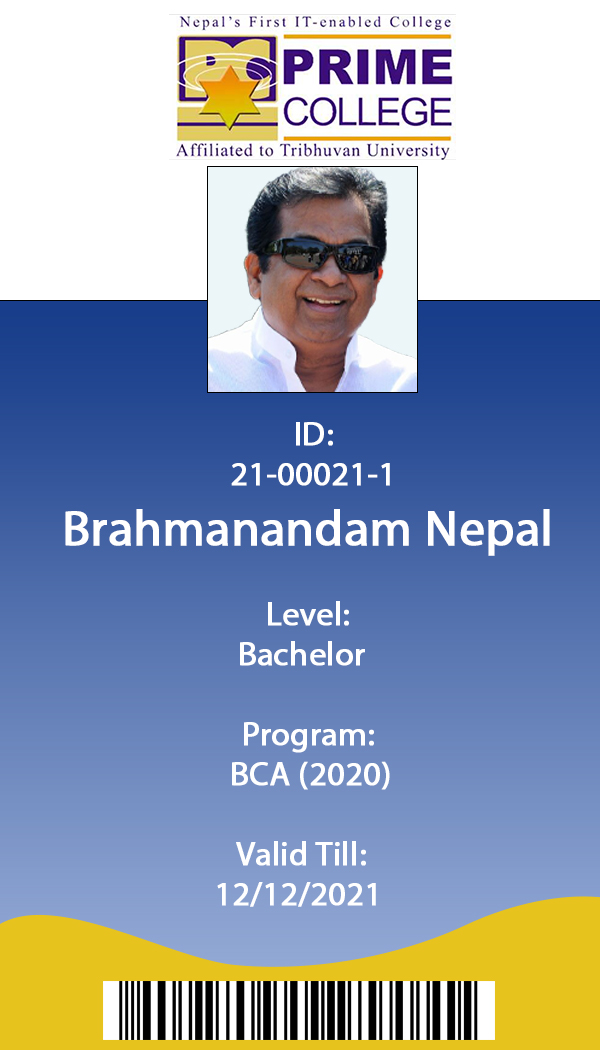 Nepal's First IT-enabled College
PRIME
COLLEGE
Affiliated to Tribhuvan University
ID:
21-00021-1
Brahmanandam Nepal
Level:
Bachelor
Program:
BCA (2020)
Valid Till:
12/12/2021